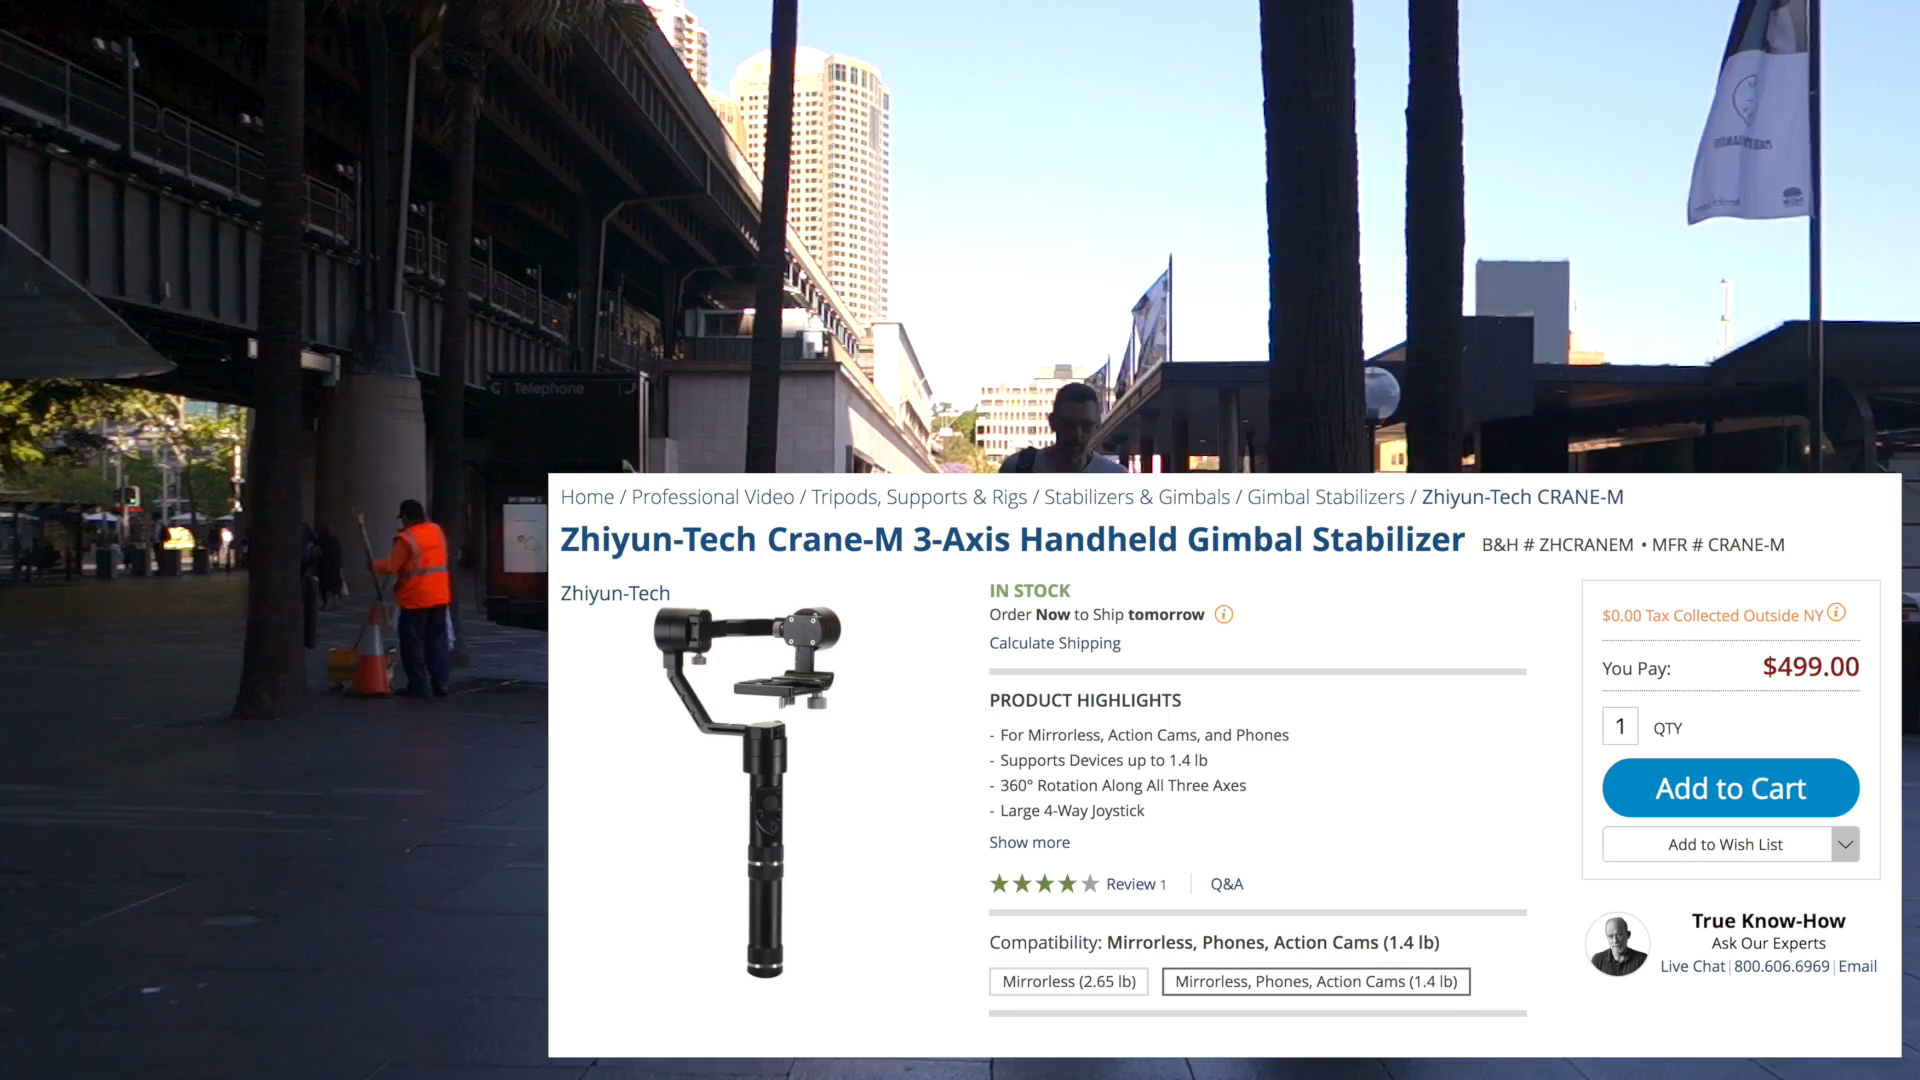 Telephone
Home / Professional Video / Tripods, Supports & Rigs / Stabilizers & Gimbals / Gimbal Stabilizers / Zhiyun-Tech CRANE-M
Zhiyun-Tech Crane-M 3-Axis Handheld Gimbal Stabilizer B&H # ZHCRANEM • MFR # CRANE-M
Zhiyun-Tech
IN STOCK
Order Now to Ship tomorrow
Calculate Shipping
PRODUCT HIGHLIGHTS
- For Mirrorless, Action Cams, and Phones
- Supports Devices up to 1.4 lb
- 360° Rotation Along All Three Axes
- Large 4-Way Joystick
Show more
Review 1 Q&A
Compatibility: Mirrorless, Phones, Action Cams (1.4 lb)
Mirrorless (2.65 lb) Mirrorless, Phones, Action Cams (1.4 lb)
$0.00 Tax Collected Outside NY
You Pay: $499.00
1 QTY
Add to Cart
Add to Wish List
True Know-How
Ask Our Experts
Live Chat | 800.606.6969 | Email